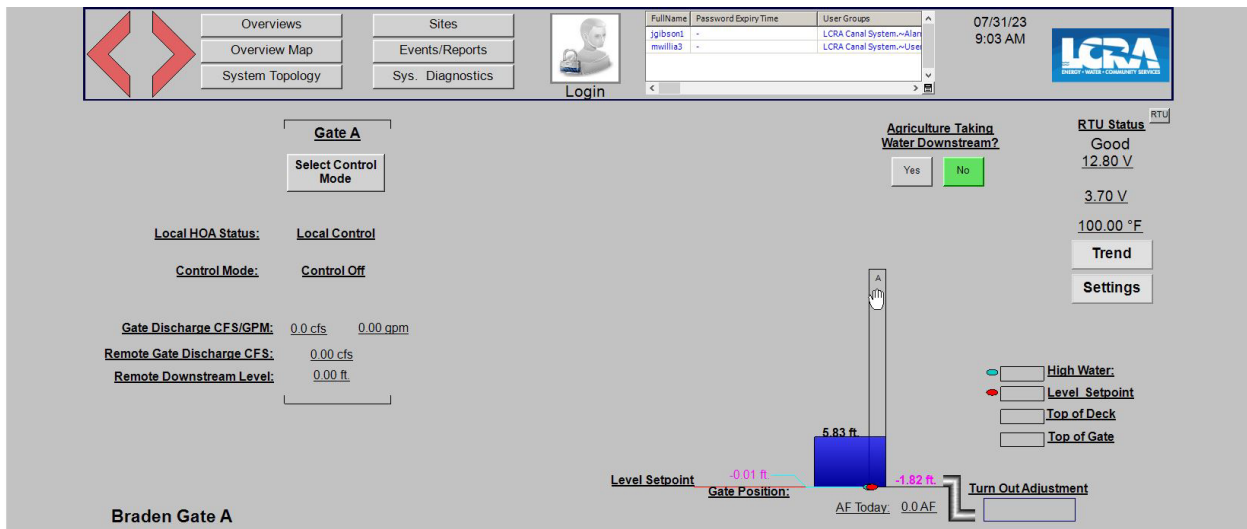 Overviews
Overview Map
System Topology
Sites
Events/Reports
Sys. Diagnostics
Login
FullName Password Expiry Time User Groups
jgibson1 - LCRA Canal System.~Alarr
mwillia3 - LCRA Canal System.~User
07/31/23
9:03 AM
LCRA
ENERGY • WATER • COMMUNITY SERVICES
Gate A
Select Control
Mode
Local HOA Status: Local Control
Control Mode: Control Off
Gate Discharge CFS/GPM: 0.0 cfs 0.00 gpm
Remote Gate Discharge CFS: 0.00 cfs
Remote Downstream Level: 0.00 ft.
Agriculture Taking
Water Downstream?
Yes No
RTU
RTU Status
Good
12.80 V
3.70 V
100.00 °F
Trend
Settings
A
High Water:
Level Setpoint
Top of Deck
Top of Gate
5.83 ft.
Level Setpoint -0.01 ft.
Gate Position:
-1.82 ft.
AF Today: 0.0 AF
Turn Out Adjustment
Braden Gate A